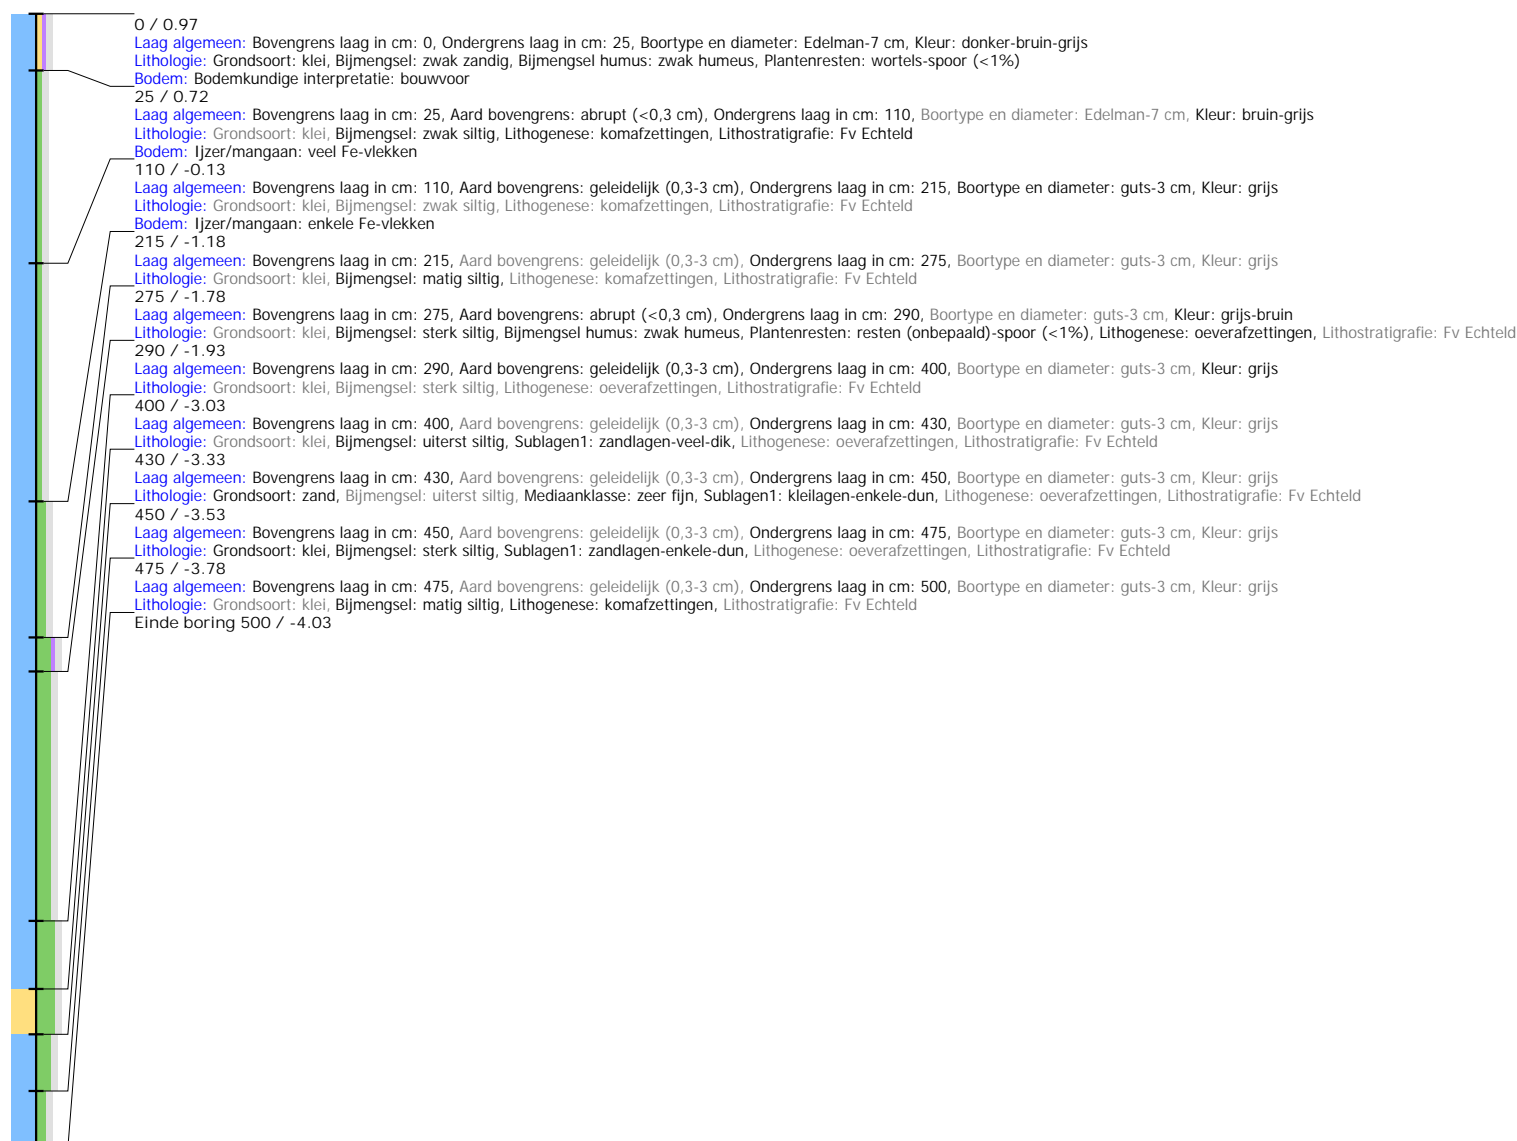 0 / 0.97
Laag algemeen: Bovengrens laag in cm: 0, Ondergrens laag in cm: 25, Boortype en diameter: Edelman-7 cm, Kleur: donker-bruin-grijs
Lithologie: Grondsoort: klei, Bijmengsel: zwak zandig, Bijmengsel humus: zwak humeus, Plantenresten: wortels-spoor (<1%)
Bodem: Bodemkundige interpretatie: bouwvoor
25 / 0.72
Laag algemeen: Bovengrens laag in cm: 25, Aard bovengrens: abrupt (<0,3 cm), Ondergrens laag in cm: 110, Boortype en diameter: Edelman-7 cm, Kleur: bruin-grijs
Lithologie: Grondsoort: klei, Bijmengsel: zwak siltig, Lithogenese: komafzettingen, Lithostratigrafie: Fv Echteld
Bodem: Ijzer/mangaan: veel Fe-vlekken
110 / -0.13
Laag algemeen: Bovengrens laag in cm: 110, Aard bovengrens: geleidelijk (0,3-3 cm), Ondergrens laag in cm: 215, Boortype en diameter: guts-3 cm, Kleur: grijs
Lithologie: Grondsoort: klei, Bijmengsel: zwak siltig, Lithogenese: komafzettingen, Lithostratigrafie: Fv Echteld
Bodem: Ijzer/mangaan: enkele Fe-vlekken
215 / -1.18
Laag algemeen: Bovengrens laag in cm: 215, Aard bovengrens: geleidelijk (0,3-3 cm), Ondergrens laag in cm: 275, Boortype en diameter: guts-3 cm, Kleur: grijs
Lithologie: Grondsoort: klei, Bijmengsel: matig siltig, Lithogenese: komafzettingen, Lithostratigrafie: Fv Echteld
275 / -1.78
Laag algemeen: Bovengrens laag in cm: 275, Aard bovengrens: abrupt (<0,3 cm), Ondergrens laag in cm: 290, Boortype en diameter: guts-3 cm, Kleur: grijs-bruin
Lithologie: Grondsoort: klei, Bijmengsel: sterk siltig, Bijmengsel humus: zwak humeus, Plantenresten: resten (onbepaald)-spoor (<1%), Lithogenese: oeverafzettingen, Lithostratigrafie: Fv Echteld
290 / -1.93
Laag algemeen: Bovengrens laag in cm: 290, Aard bovengrens: geleidelijk (0,3-3 cm), Ondergrens laag in cm: 400, Boortype en diameter: guts-3 cm, Kleur: grijs
Lithologie: Grondsoort: klei, Bijmengsel: sterk siltig, Lithogenese: oeverafzettingen, Lithostratigrafie: Fv Echteld
400 / -3.03
Laag algemeen: Bovengrens laag in cm: 400, Aard bovengrens: geleidelijk (0,3-3 cm), Ondergrens laag in cm: 430, Boortype en diameter: guts-3 cm, Kleur: grijs
Lithologie: Grondsoort: klei, Bijmengsel: uiterst siltig, Sublagen1: zandlagen-veel-dik, Lithogenese: oeverafzettingen, Lithostratigrafie: Fv Echteld
430 / -3.33
Laag algemeen: Bovengrens laag in cm: 430, Aard bovengrens: geleidelijk (0,3-3 cm), Ondergrens laag in cm: 450, Boortype en diameter: guts-3 cm, Kleur: grijs
Lithologie: Grondsoort: zand, Bijmengsel: uiterst siltig, Mediaanklasse: zeer fijn, Sublagen1: kleilagen-enkele-dun, Lithogenese: oeverafzettingen, Lithostratigrafie: Fv Echteld
450 / -3.53
Laag algemeen: Bovengrens laag in cm: 450, Aard bovengrens: geleidelijk (0,3-3 cm), Ondergrens laag in cm: 475, Boortype en diameter: guts-3 cm, Kleur: grijs
Lithologie: Grondsoort: klei, Bijmengsel: sterk siltig, Sublagen1: zandlagen-enkele-dun, Lithogenese: oeverafzettingen, Lithostratigrafie: Fv Echteld
475 / -3.78
Laag algemeen: Bovengrens laag in cm: 475, Aard bovengrens: geleidelijk (0,3-3 cm), Ondergrens laag in cm: 500, Boortype en diameter: guts-3 cm, Kleur: grijs
Lithologie: Grondsoort: klei, Bijmengsel: matig siltig, Lithogenese: komafzettingen, Lithostratigrafie: Fv Echteld
Einde boring 500 / -4.03